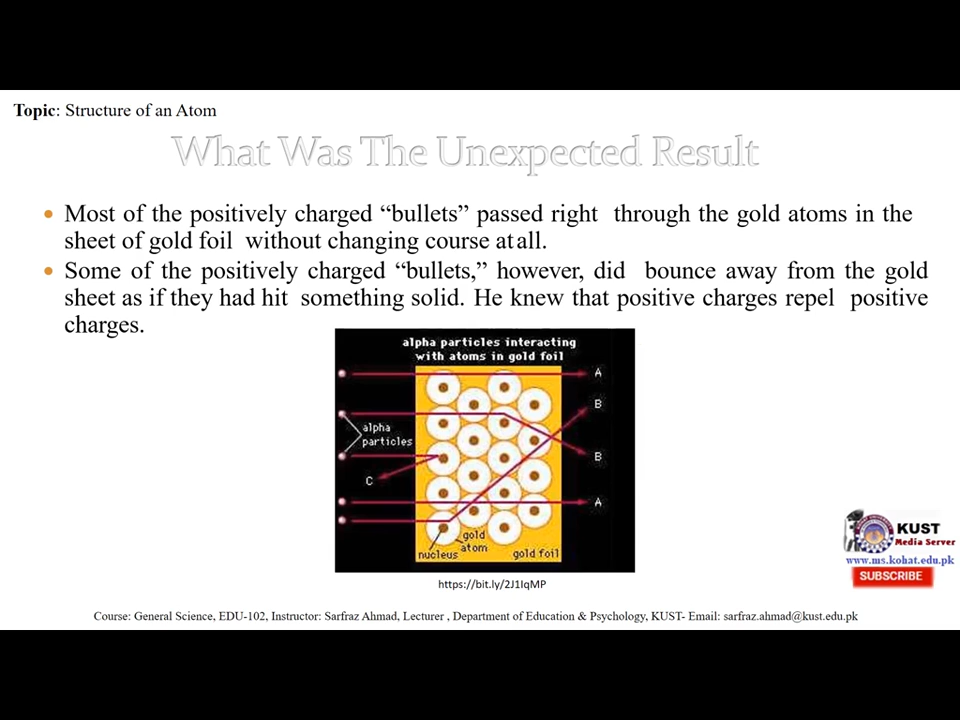 Topic: Structure of an Atom
What Was The Unexpected Result
Most of the positively charged “bullets” passed right through the gold atoms in the
sheet of gold foil without changing course at all.
Some of the positively charged “bullets,” however, did bounce away from the gold
sheet as if they had hit something solid. He knew that positive charges repel positive
charges.
alpha particles interacting
with atoms in gold foil
A
B
alpha
particles
B
C
A
gold
atom
nucleus
gold foil
https://bit.ly/2J1lqMP
KUST
Media Server
www.ms.kohat.edu.pk
SUBSCRIBE
Course: General Science, EDU-102, Instructor: Sarfraz Ahmad, Lecturer , Department of Education & Psychology, KUST- Email: sarfraz.ahmad@kust.edu.pk